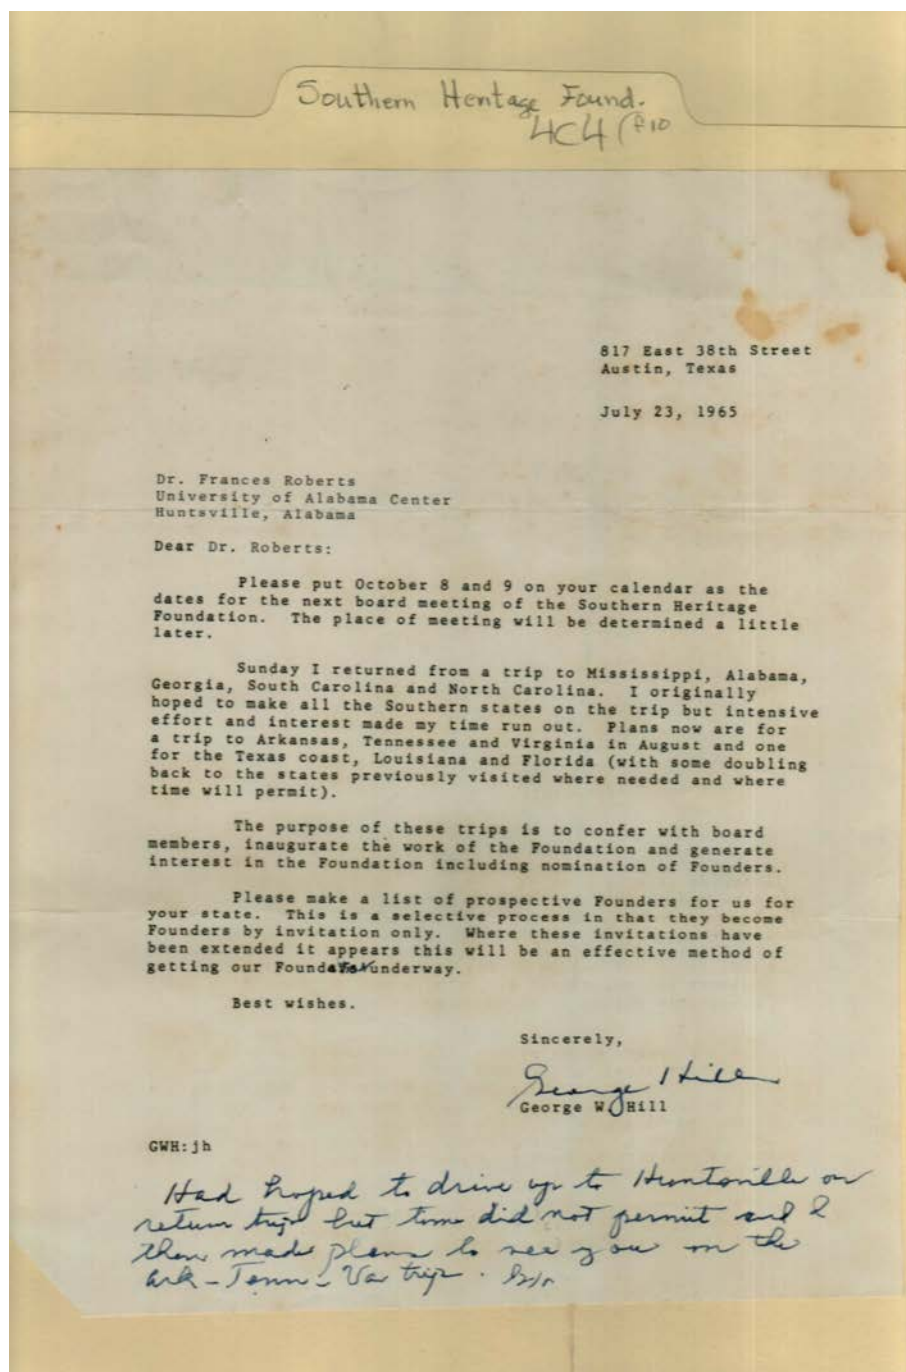 Southern Heritage Found.
4C4 (f10
817 East 38th Street
Austin, Texas
July 23, 1965
Dr. Frances Roberts
University of Alabama Center
Huntsville, Alabama
Dear Dr. Roberts:
Please put October 8 and 9 on your calendar as the
dates for the next board meeting of the Southern Heritage
Foundation. The place of meeting will be determined a little
later.
Sunday I returned from a trip to Mississippi, Alabama,
Georgia, South Carolina and North Carolina. I originally
hoped to make all the Southern states on the trip but intensive
effort and interest made my time run out. Plans now are for
a trip to Arkansas, Tennessee and Virginia in August and one
for the Texas coast, Louisiana and Florida (with some doubling
back to the states previously visited where needed and where
time will permit).
The purpose of these trips is to confer with board
members, inaugurate the work of the Foundation and generate
interest in the Foundation including nomination of Founders.
Please make a list of prospective Founders for us for
your state. This is a selective process in that they become
Founders by invitation only. Where these invitations have
been extended it appears this will be an effective method of
getting our underway.
Best wishes.
Sincerely,
George Hill
George W. Hill
GWH:jh
Had hoped to drive up to Huntsville on
return trip but time did not permit and I
then made plans to see you on the
Ark-Tenn-Va trip.